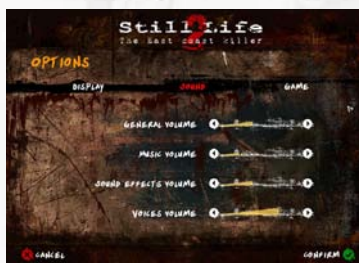 Still Life 2
The East Coast Killer
OPTIONS
DISPLAY SOUND GAME
GENERAL VOLUME
MUSIC VOLUME
SOUND EFFECTS VOLUME
VOICES VOLUME
CANCEL CONFIRM